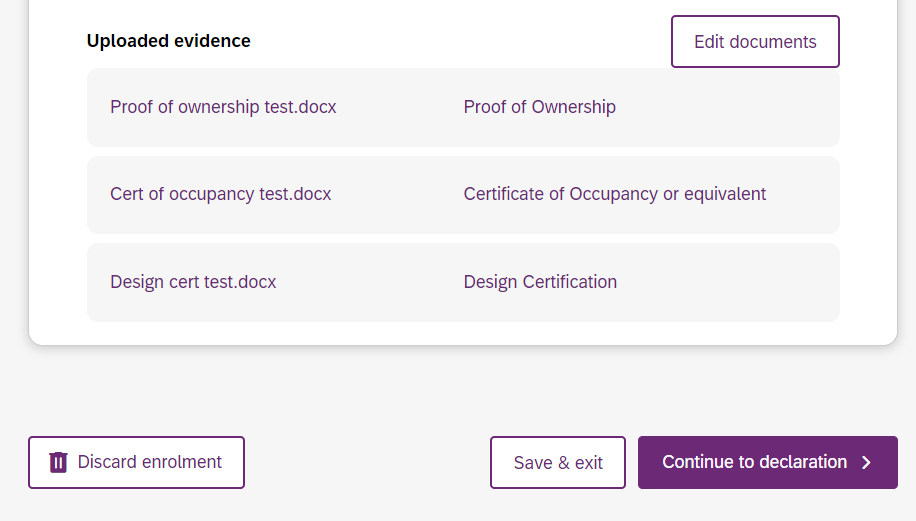 Uploaded evidence
Edit documents
Proof of ownership test.docx
Proof of Ownership
Cert of occupancy test.docx
Certificate of Occupancy or equivalent
Design cert test.docx
Design Certification
Discard enrolment
Save & exit
Continue to declaration